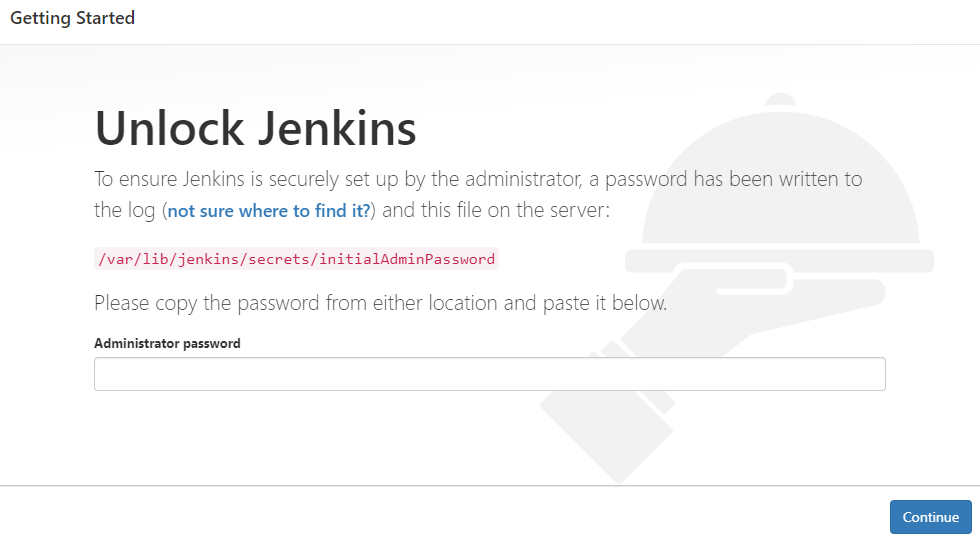 Getting Started
Unlock Jenkins
To ensure Jenkins is securely set up by the administrator, a password has been written to
the log (not sure where to find it?) and this file on the server:
/var/lib/jenkins/secrets/initialAdminPassword
Please copy the password from either location and paste it below.
Administrator password
Continue